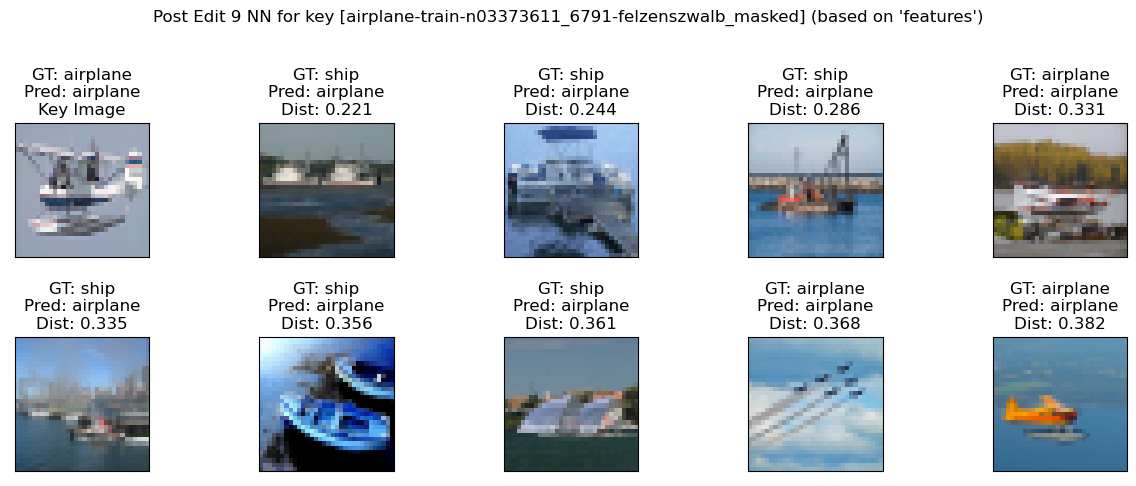 Post Edit 9 NN for key [airplane-train-n03373611_6791-felzenszwalb_masked] (based on 'features')
GT: airplane
Pred: airplane
Key Image
GT: ship
Pred: airplane
Dist: 0.221
GT: ship
Pred: airplane
Dist: 0.244
GT: ship
Pred: airplane
Dist: 0.286
GT: airplane
Pred: airplane
Dist: 0.331
GT: ship
Pred: airplane
Dist: 0.335
GT: ship
Pred: airplane
Dist: 0.356
GT: ship
Pred: airplane
Dist: 0.361
GT: airplane
Pred: airplane
Dist: 0.368
GT: airplane
Pred: airplane
Dist: 0.382